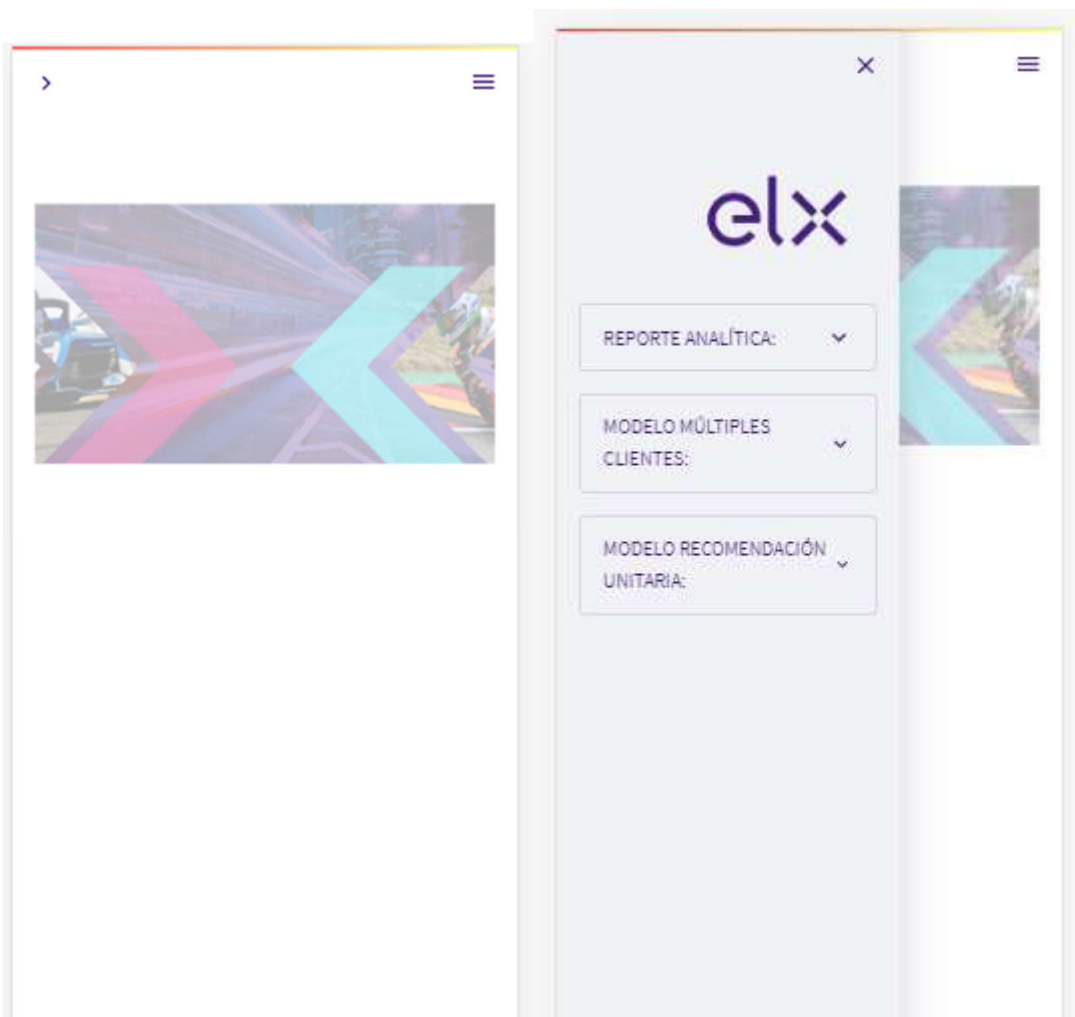 elx
REPORTE ANALÍTICA:
MODELO MÚLTIPLES
CLIENTES:
MODELO RECOMENDACIÓN
UNITARIA: